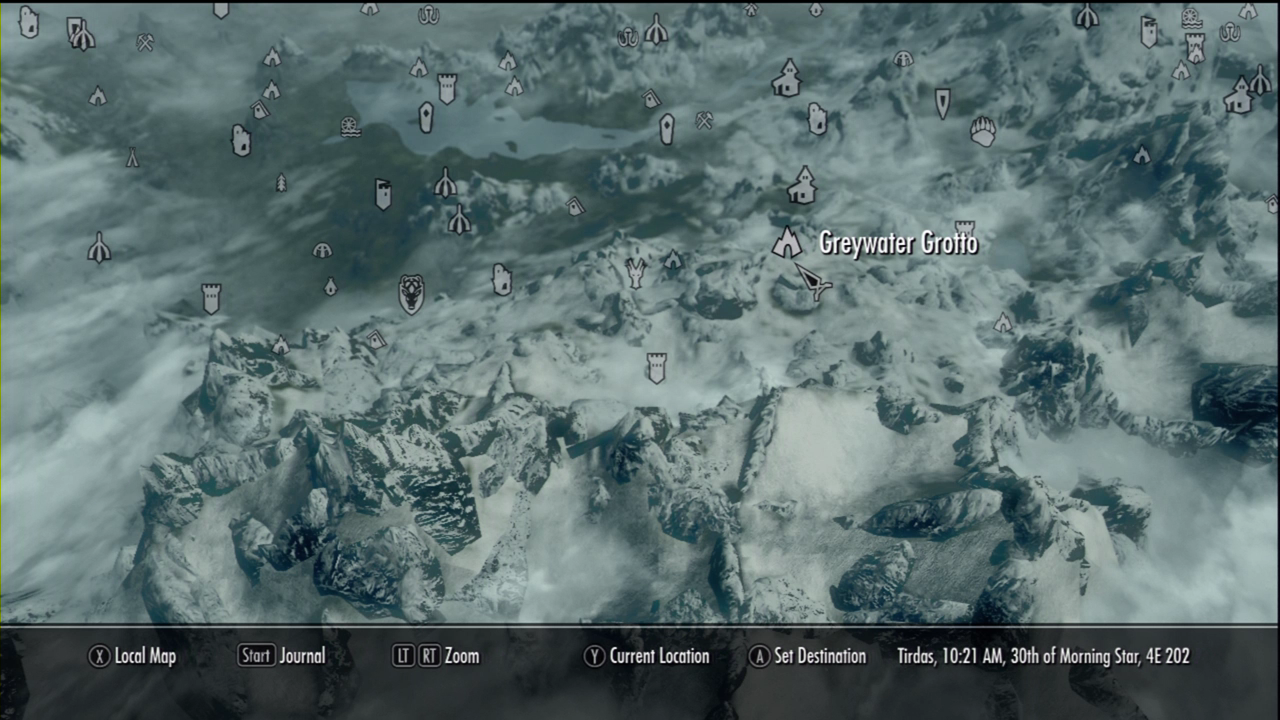 Greywater Grotto
X Local Map
Start Journal
LT RT Zoom
Y Current Location
A Set Destination
Tirdas, 10:21 AM, 30th of Morning Star, 4E 202